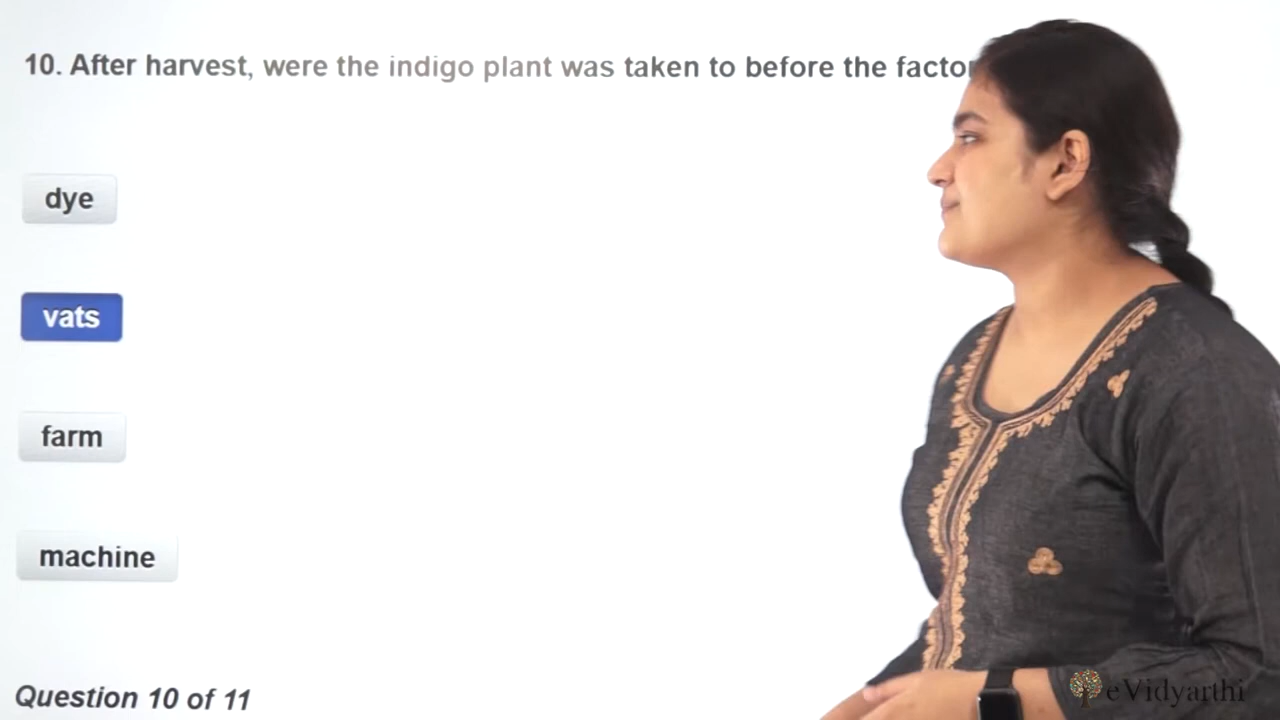 10. After harvest, were the indigo plant was taken to before the
dye
vats
farm
machine
Question 10 of 11
eVidyarthi